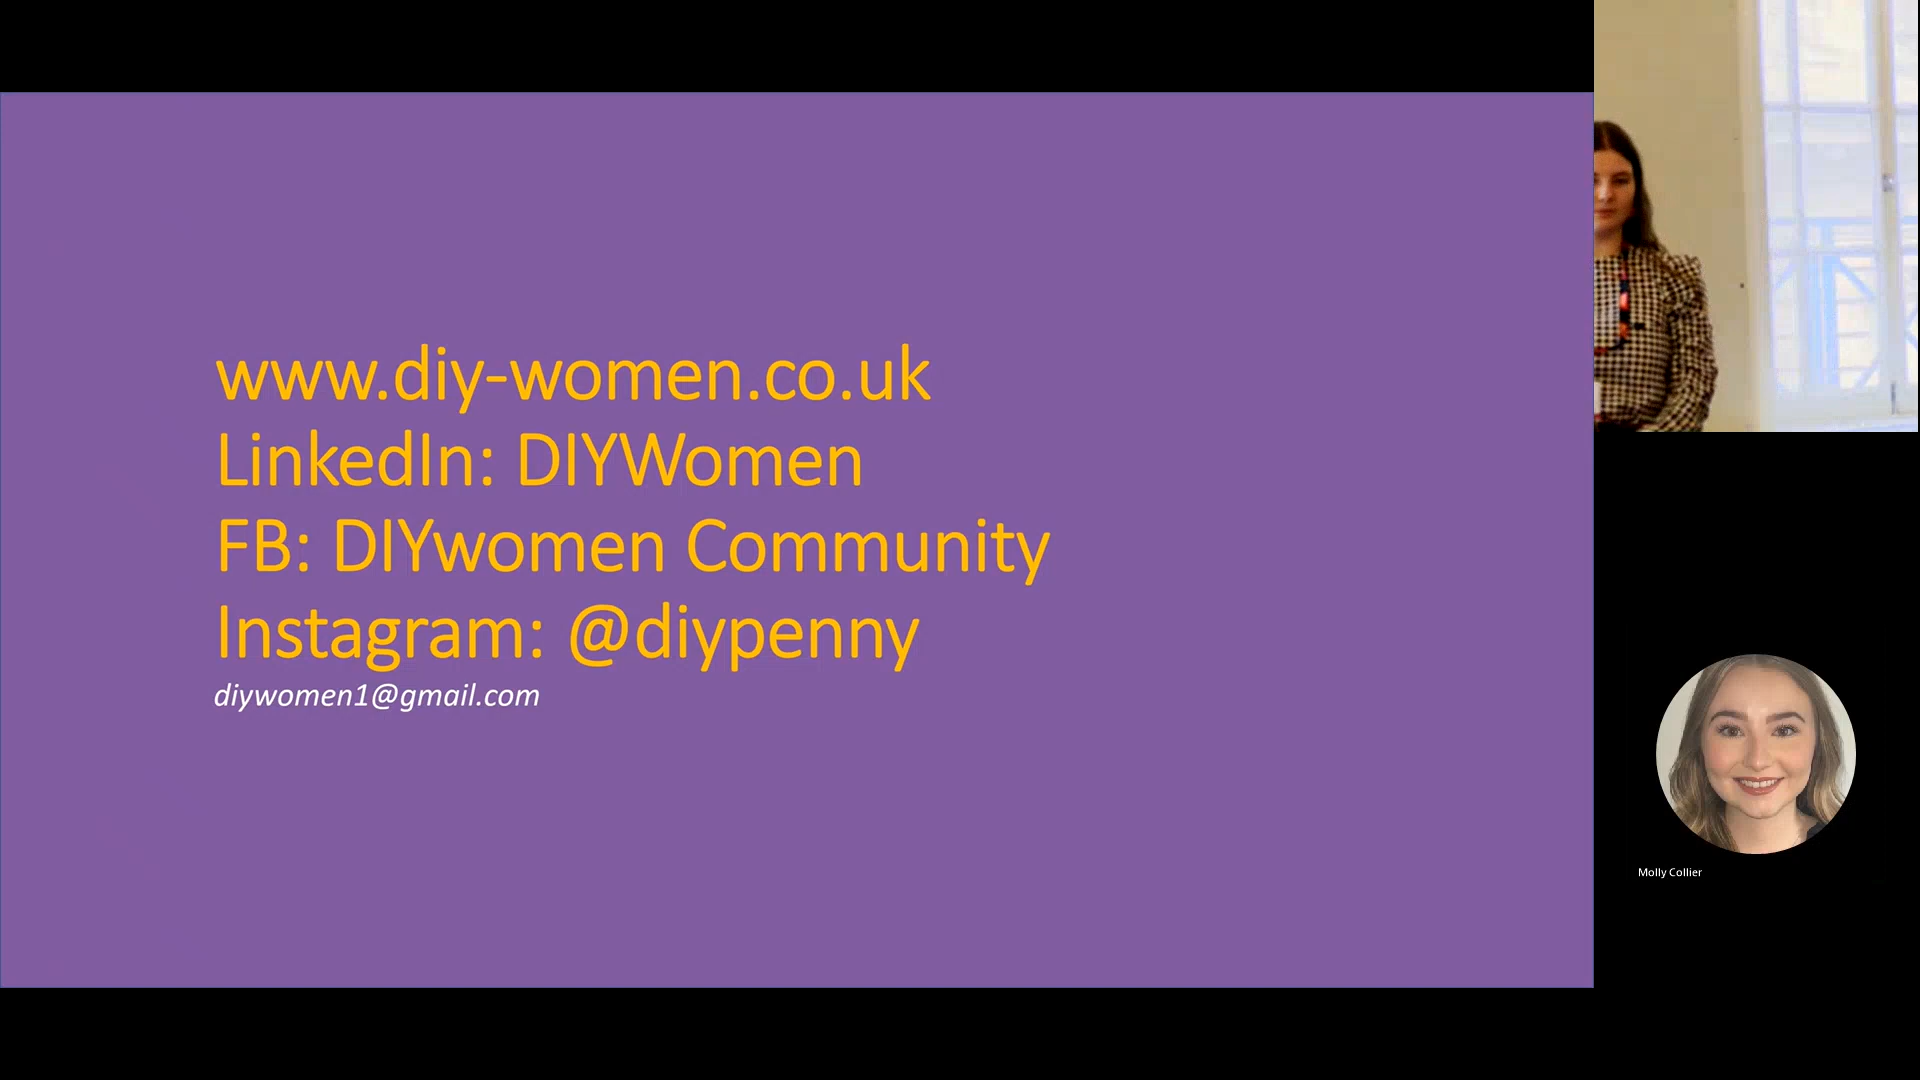 www.diy-women.co.uk
LinkedIn: DIYWomen
FB: DIYwomen Community
Instagram: @diypenny
diywomen1@gmail.com
Molly Collier